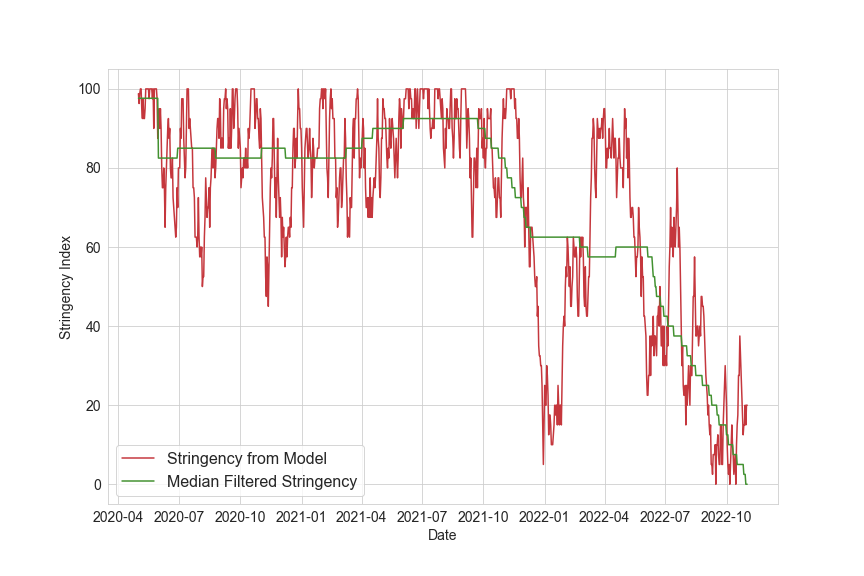 100
80
60
40
20
0
Stringency Index
Stringency from Model
Median Filtered Stringency
2020-04 2020-07 2020-10 2021-01 2021-04 2021-07 2021-10 2022-01 2022-04 2022-07 2022-10
Date